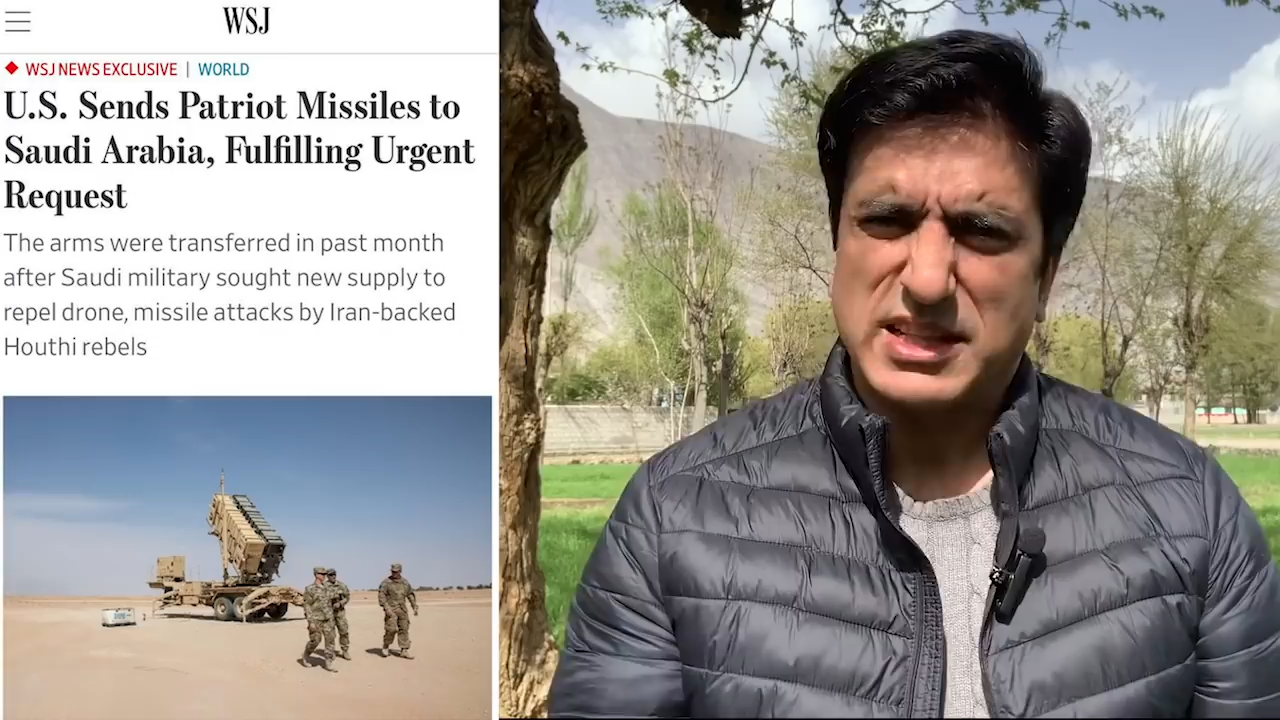 WSJ
WSJ NEWS EXCLUSIVE | WORLD
U.S. Sends Patriot Missiles to
Saudi Arabia, Fulfilling Urgent
Request
The arms were transferred in past month
after Saudi military sought new supply to
repel drone, missile attacks by Iran-backed
Houthi rebels